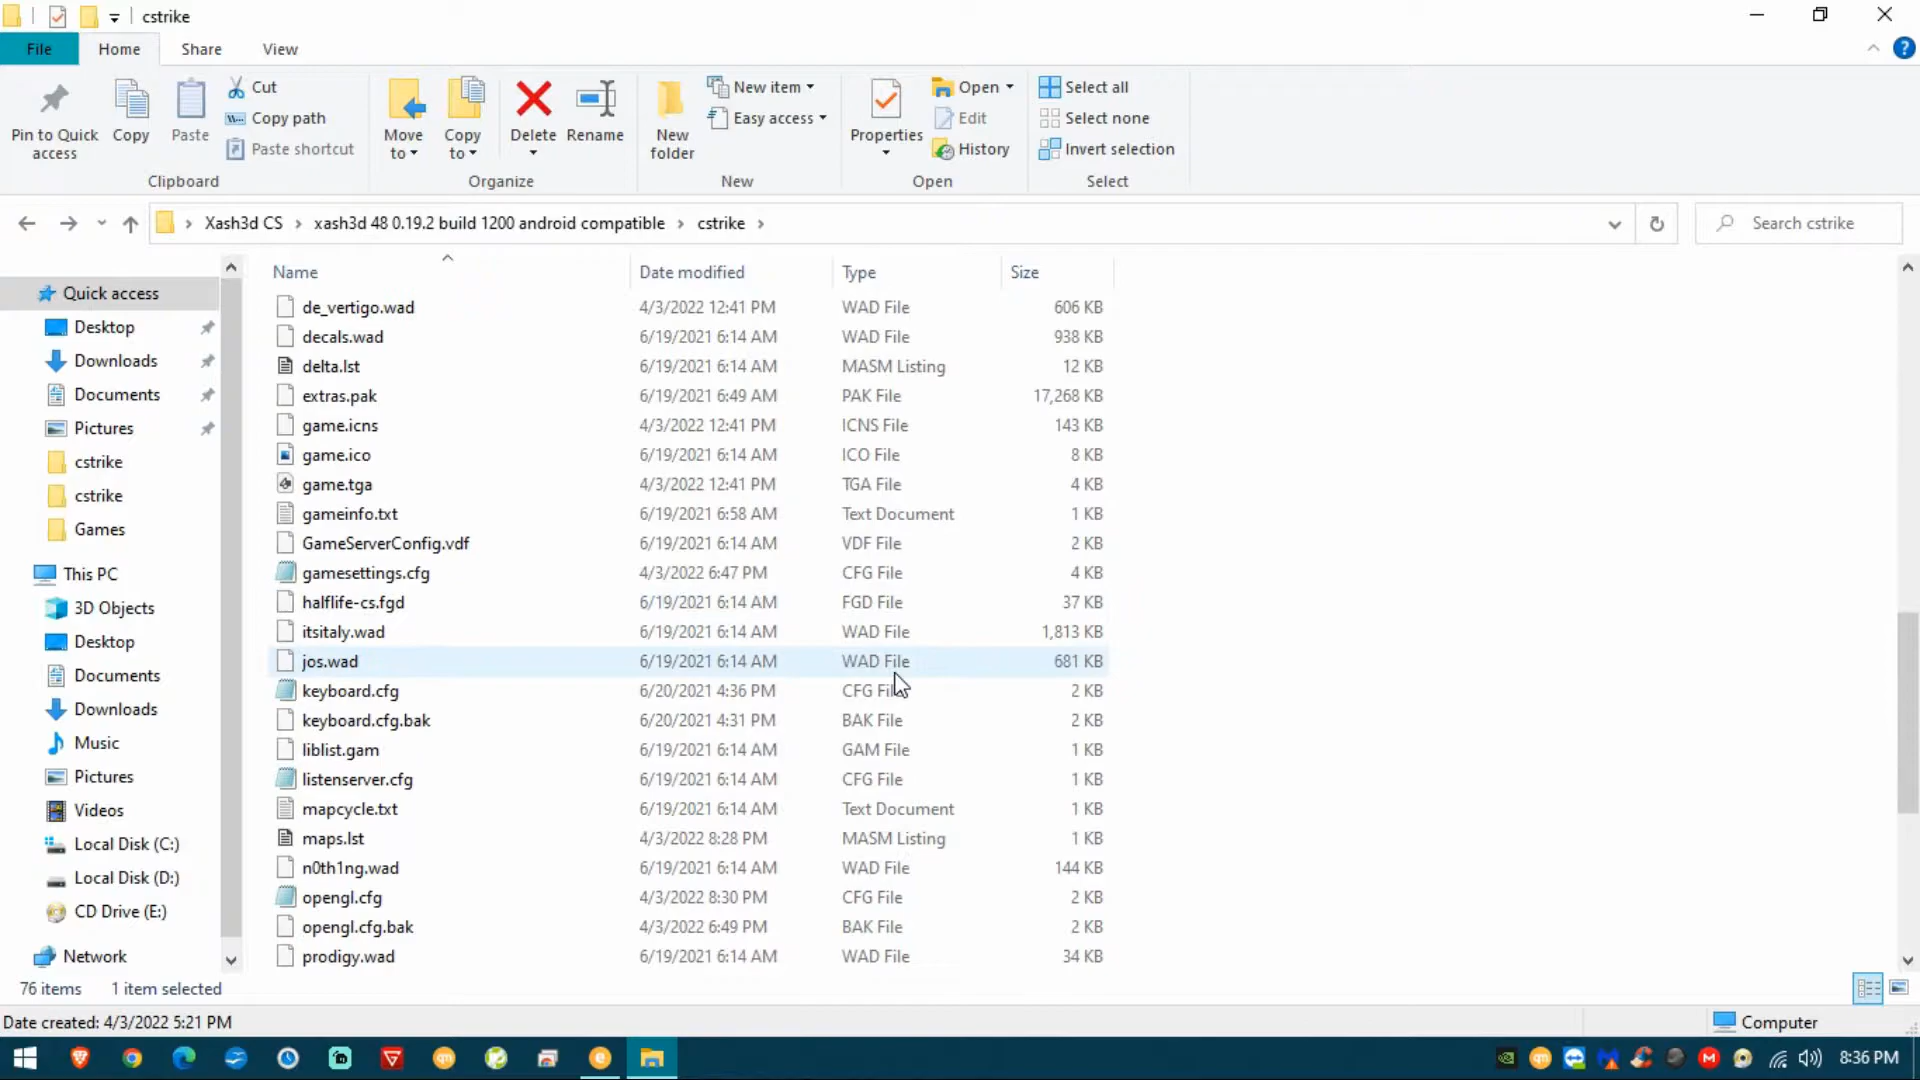 cstrike
File Home Share View
Pin to Quick access
Copy
Paste
Cut
Copy path
Paste shortcut
Clipboard
Move to
Copy to
Delete
Rename
Organize
New folder
New item
Easy access
New
Properties
Open
Edit
History
Open
Select all
Select none
Invert selection
Select
Xash3d CS > xash3d 48 0.19.2 build 1200 android compatible > cstrike >
Search cstrike
Quick access
Desktop
Downloads
Documents
Pictures
cstrike
cstrike
Games
This PC
3D Objects
Desktop
Documents
Downloads
Music
Pictures
Videos
Local Disk (C:)
Local Disk (D:)
CD Drive (E:)
Network
Name Date modified Type Size
de_vertigo.wad 4/3/2022 12:41 PM WAD File 606 KB
decals.wad 6/19/2021 6:14 AM WAD File 938 KB
delta.lst 6/19/2021 6:14 AM MASM Listing 12 KB
extras.pak 6/19/2021 6:49 AM PAK File 17,268 KB
game.icns 4/3/2022 12:41 PM ICNS File 143 KB
game.ico 6/19/2021 6:14 AM ICO File 8 KB
game.tga 4/3/2022 12:41 PM TGA File 4 KB
gameinfo.txt 6/19/2021 6:58 AM Text Document 1 KB
GameServerConfig.vdf 6/19/2021 6:14 AM VDF File 2 KB
gamesettings.cfg 4/3/2022 6:47 PM CFG File 4 KB
halflife-cs.fgd 6/19/2021 6:14 AM FGD File 37 KB
itsitaly.wad 6/19/2021 6:14 AM WAD File 1,813 KB
jos.wad 6/19/2021 6:14 AM WAD File 681 KB
keyboard.cfg 6/20/2021 4:36 PM CFG File 2 KB
keyboard.cfg.bak 6/20/2021 4:31 PM BAK File 2 KB
liblist.gam 6/19/2021 6:14 AM GAM File 1 KB
listenserver.cfg 6/19/2021 6:14 AM CFG File 1 KB
mapcycle.txt 6/19/2021 6:14 AM Text Document 1 KB
maps.lst 4/3/2022 8:28 PM MASM Listing 1 KB
n0th1ng.wad 6/19/2021 6:14 AM WAD File 144 KB
opengl.cfg 4/3/2022 8:30 PM CFG File 2 KB
opengl.cfg.bak 4/3/2022 6:49 PM BAK File 2 KB
prodigy.wad 6/19/2021 6:14 AM WAD File 34 KB
76 items 1 item selected
Date created: 4/3/2022 5:21 PM
Computer
8:36 PM